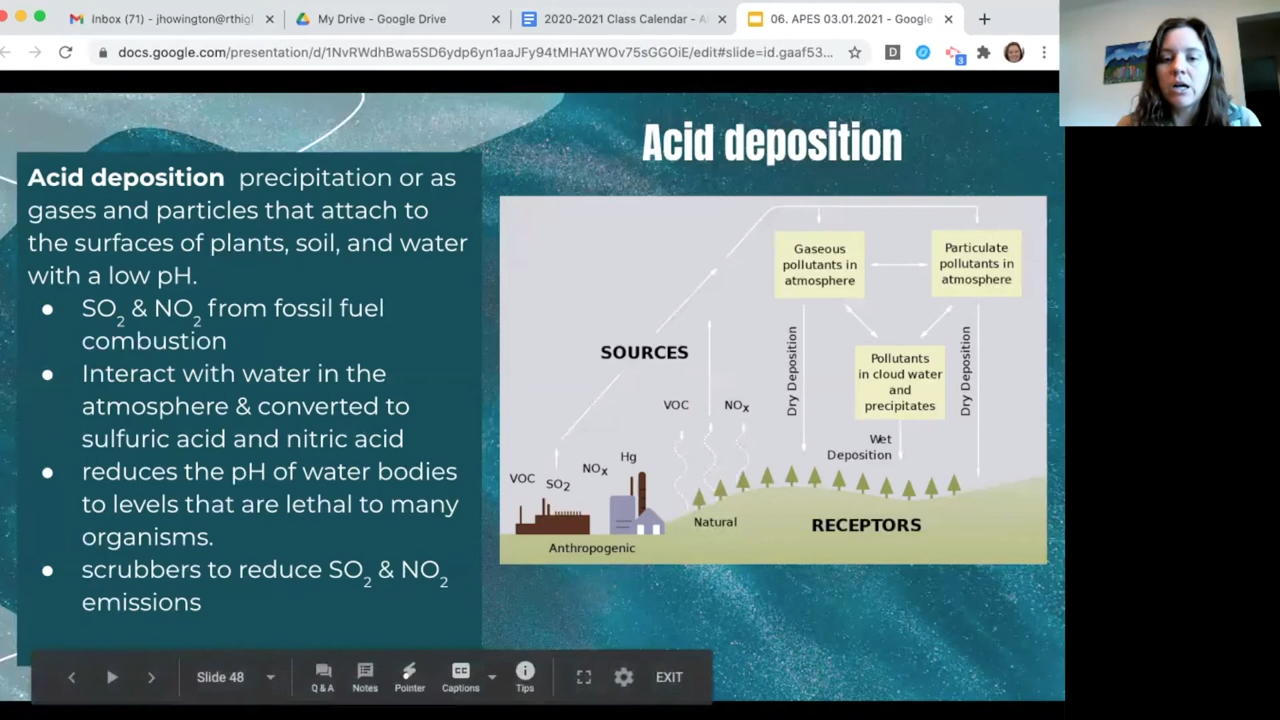 Inbox (71) - jhowington@rthigl
My Drive - Google Drive
2020-2021 Class Calendar - A
06. APES 03.01.2021 - Google
docs.google.com/presentation/d/1NvRWdhBwa5SD6ydp6yn1aaJFy94tMHAYWOv75sGGOiE/edit#slide=id.gaaf53...
D
3
Acid deposition
Acid deposition precipitation or as
gases and particles that attach to
the surfaces of plants, soil, and water
with a low pH.
● SO2 & NO2 from fossil fuel
combustion
● Interact with water in the
atmosphere & converted to
sulfuric acid and nitric acid
● reduces the pH of water bodies
to levels that are lethal to many
organisms.
● scrubbers to reduce SO2 & NO2
emissions
Gaseous
pollutants in
atmosphere
Particulate
pollutants in
atmosphere
SOURCES
Pollutants
in cloud water
and
precipitates
Dry Deposition
Dry Deposition
VOC
NOx
Wet
Deposition
VOC
SO2
NOx
Hg
Natural
RECEPTORS
Anthropogenic
Slide 48
Q & A
Notes
Pointer
CC
Captions
Tips
EXIT